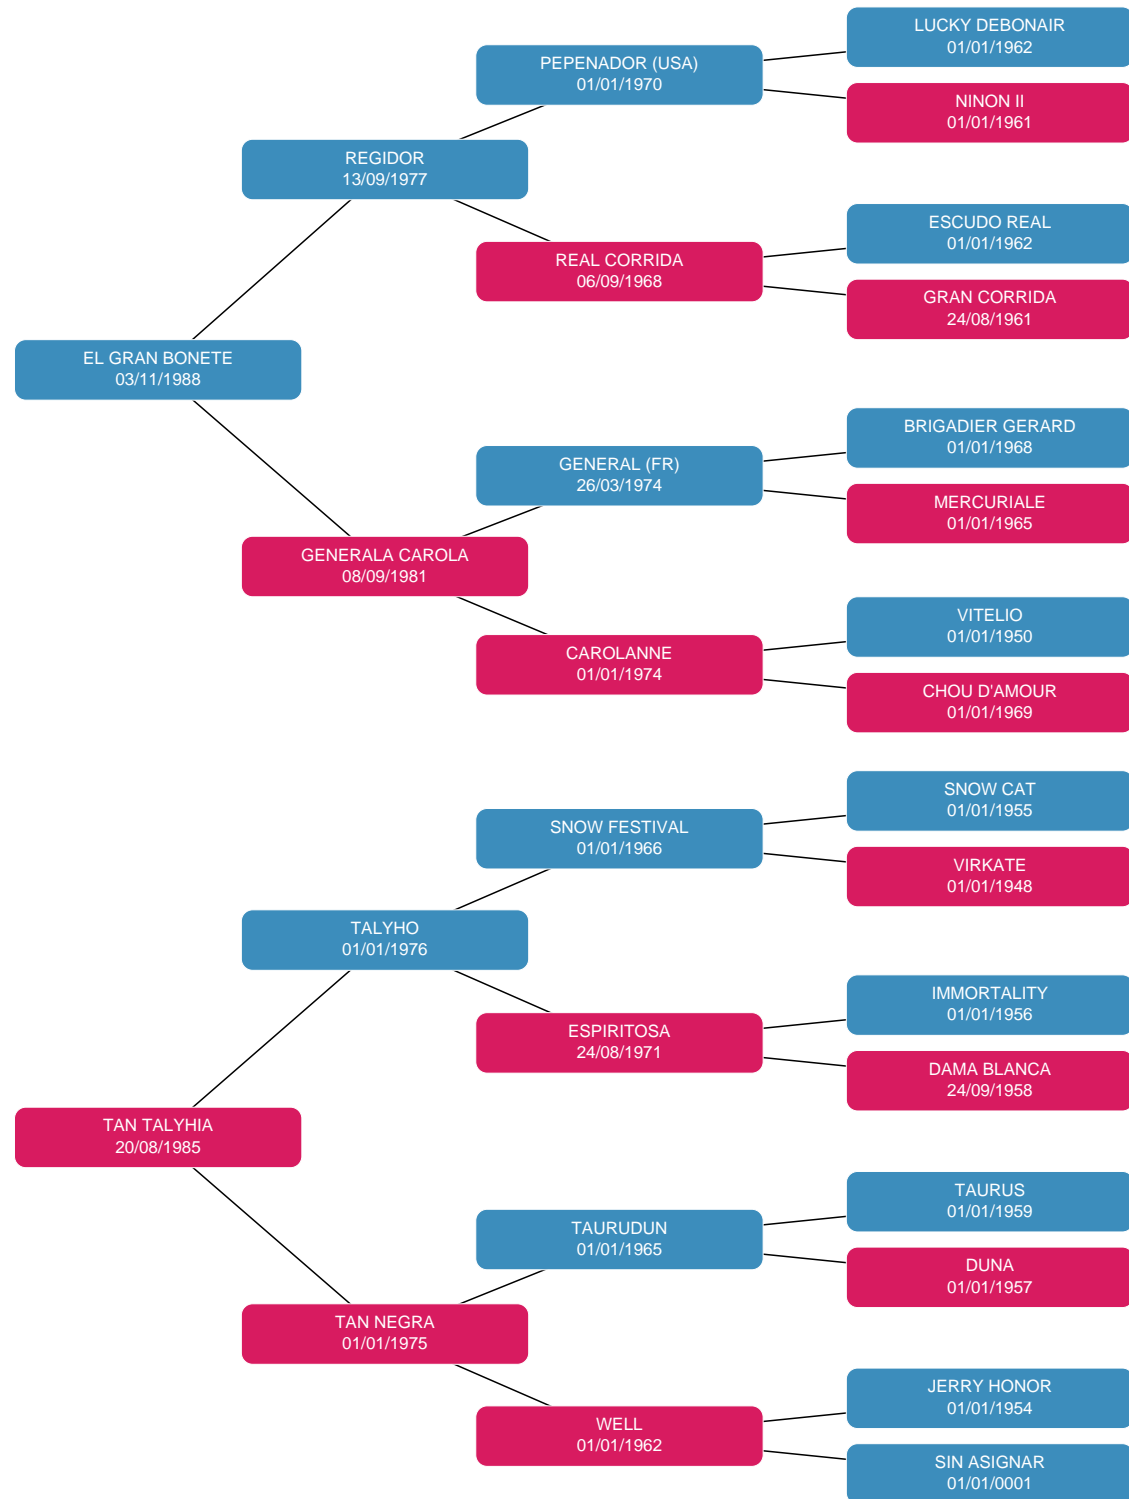 LUCKY DEBONAIR
01/01/1962
PEPENADOR (USA)
01/01/1970
NINON II
01/01/1961
REGIDOR
13/09/1977
ESCUDO REAL
01/01/1962
REAL CORRIDA
06/09/1968
GRAN CORRIDA
24/08/1961
EL GRAN BONETE
03/11/1988
BRIGADIER GERARD
01/01/1968
GENERAL (FR)
26/03/1974
MERCURIALE
01/01/1965
GENERALA CAROLA
08/09/1981
VITELIO
01/01/1950
CAROLANNE
01/01/1974
CHOU D'AMOUR
01/01/1969
SNOW CAT
01/01/1955
SNOW FESTIVAL
01/01/1966
VIRKATE
01/01/1948
TALYHO
01/01/1976
IMMORTALITY
01/01/1956
ESPIRITOSA
24/08/1971
DAMA BLANCA
24/09/1958
TAN TALYHIA
20/08/1985
TAURUS
01/01/1959
TAURUDUN
01/01/1965
DUNA
01/01/1957
TAN NEGRA
01/01/1975
JERRY HONOR
01/01/1954
WELL
01/01/1962
SIN ASIGNAR
01/01/0001